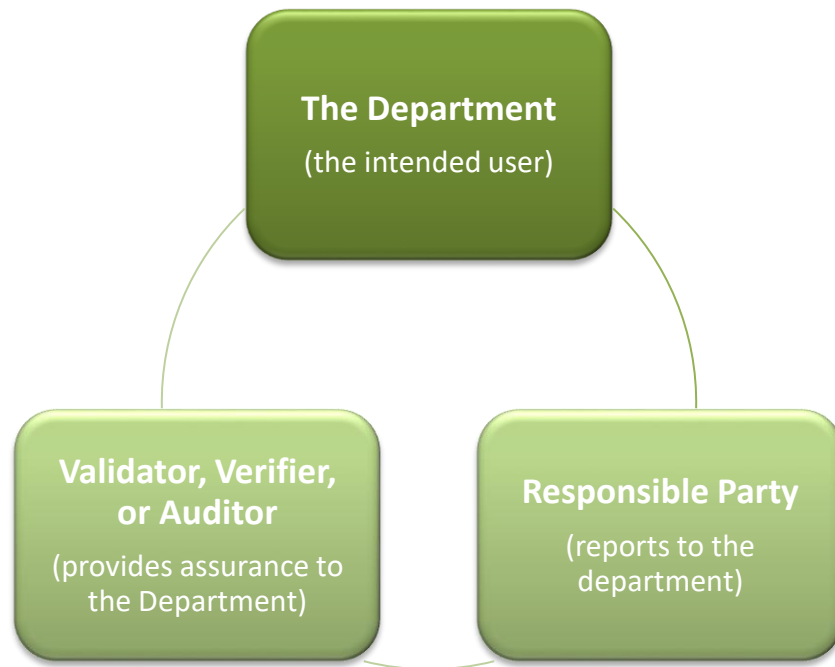 The Department
(the intended user)
Validator, Verifier,
or Auditor
(provides assurance to
the Department)
Responsible Party
(reports to the
department)